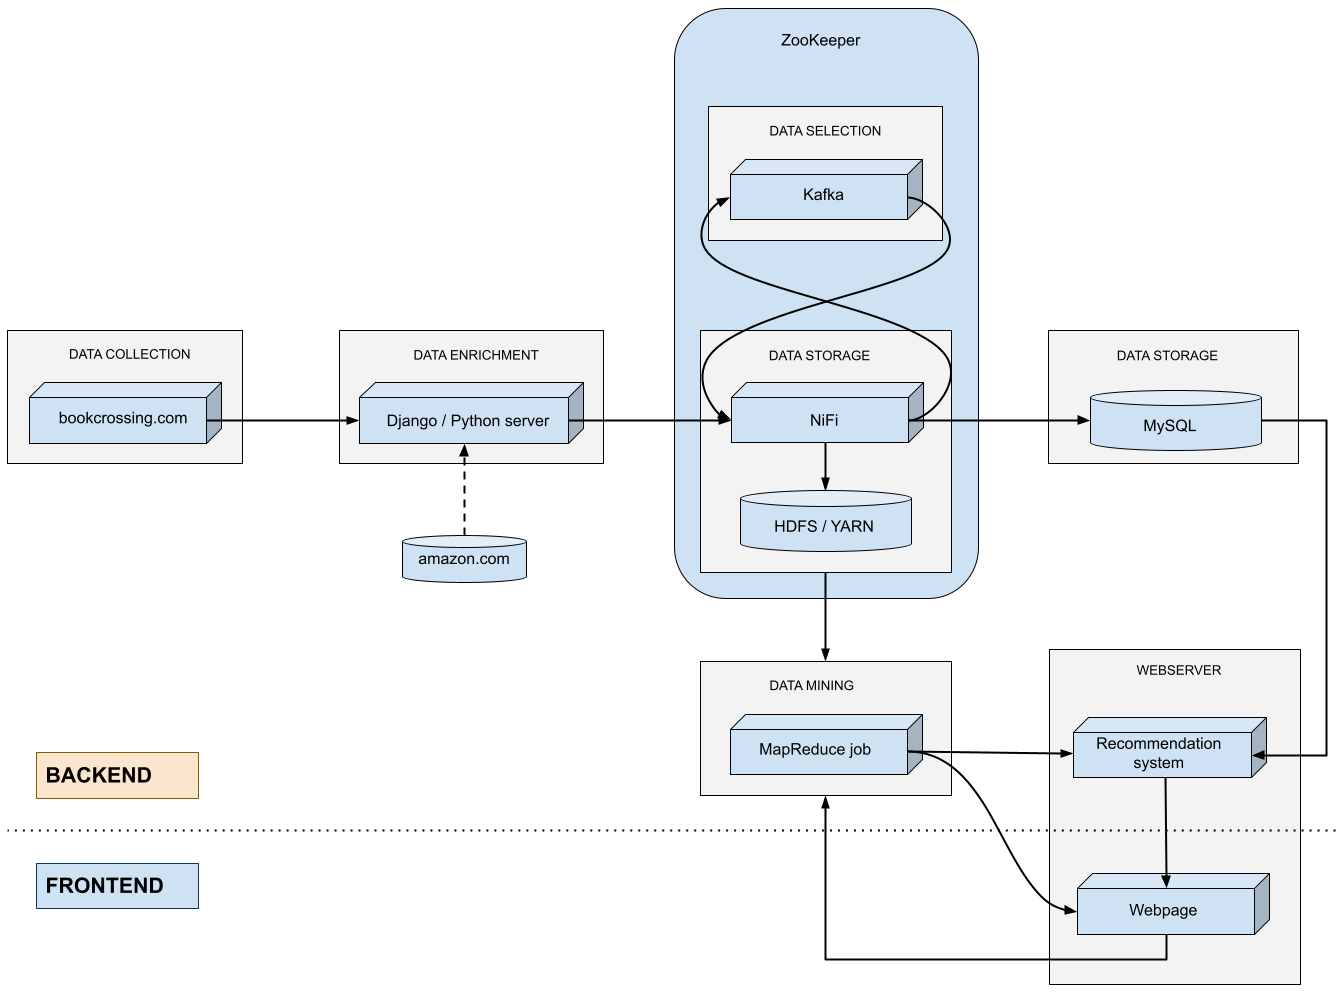 ZooKeeper
DATA SELECTION
Kafka
DATA COLLECTION
bookcrossing.com
DATA ENRICHMENT
Django / Python server
amazon.com
DATA STORAGE
NiFi
HDFS / YARN
DATA STORAGE
MySQL
DATA MINING
MapReduce job
WEBSERVER
Recommendation
system
Webpage
BACKEND
FRONTEND